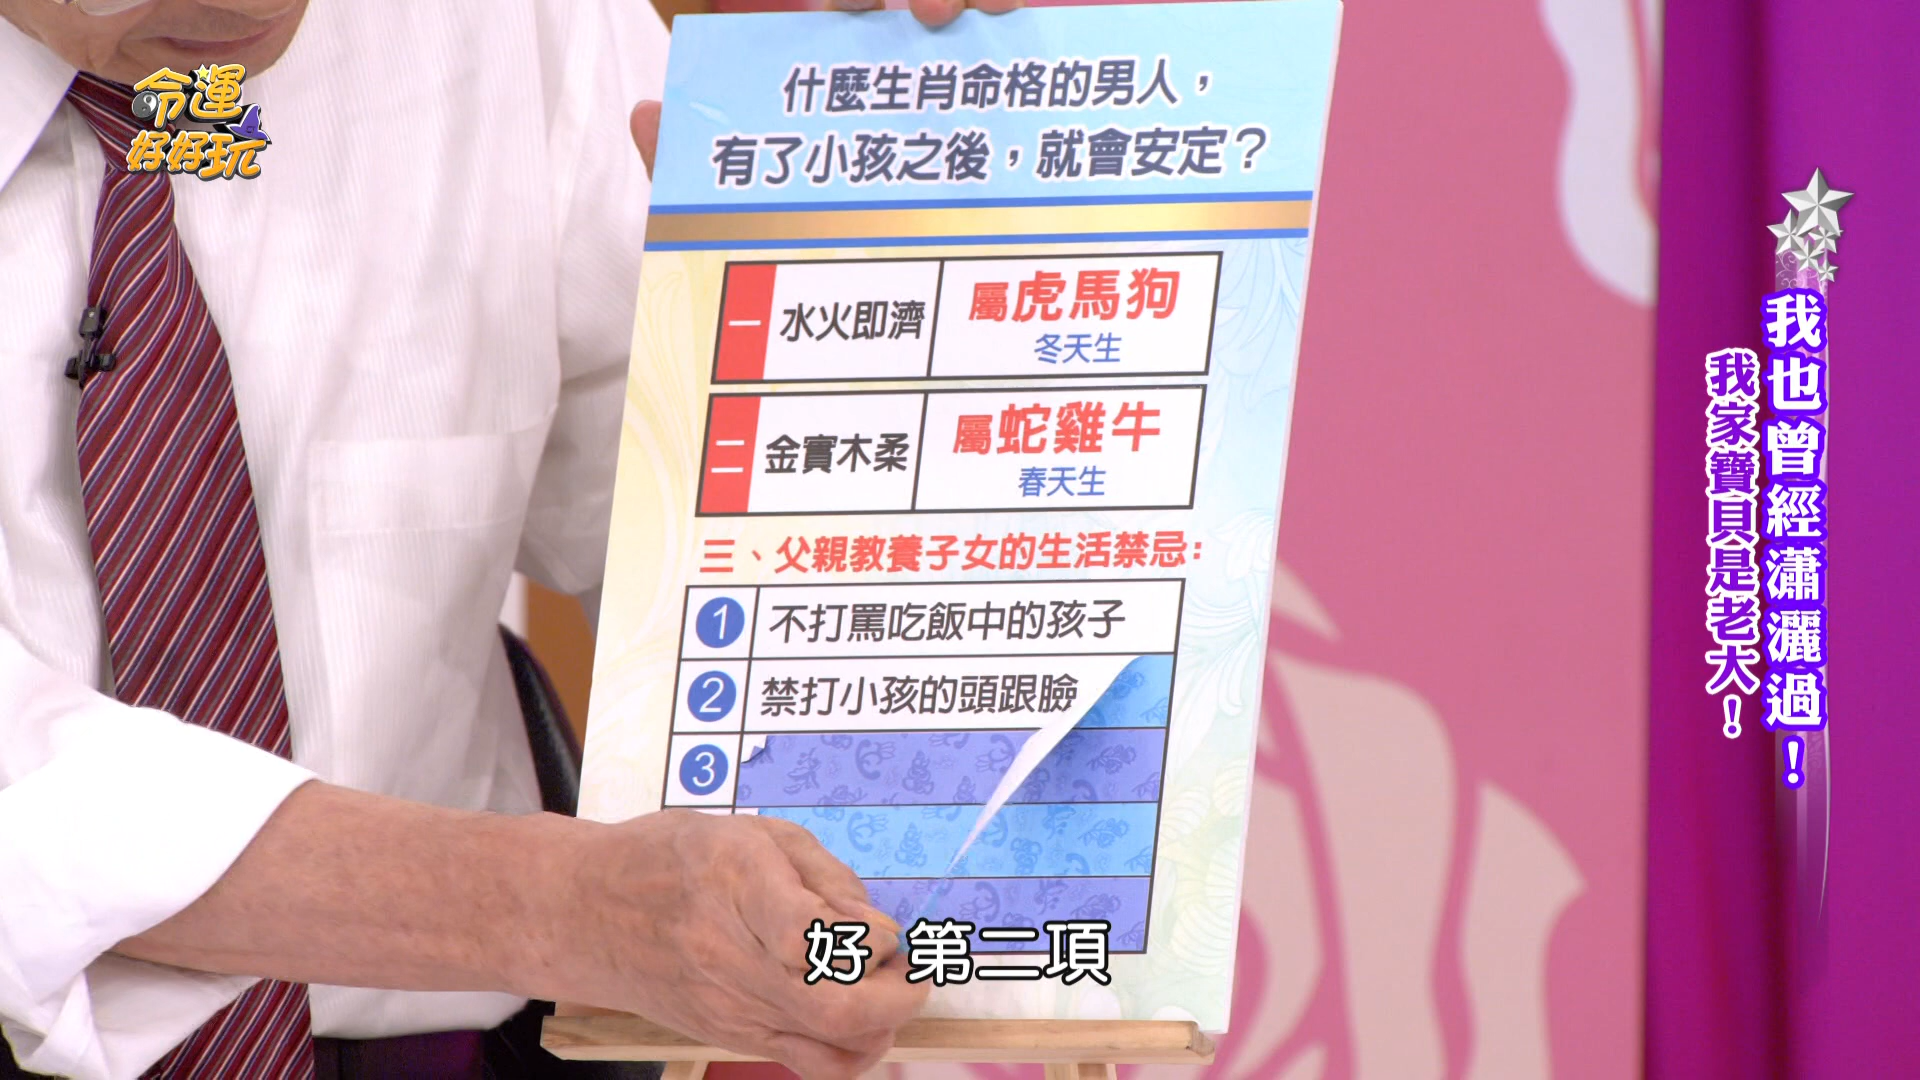 命運
好好玩
什麼生肖命格的男人，
有了小孩之後，就會安定？
一 水火即濟 屬虎馬狗
冬天生
二 金實木柔 屬蛇雞牛
春天生
三、父親教養子女的生活禁忌：
1 不打罵吃飯中的孩子
2 禁打小孩的頭跟臉
3
我也曾經瀟灑過！
我家寶貝是老大！
好 第二項